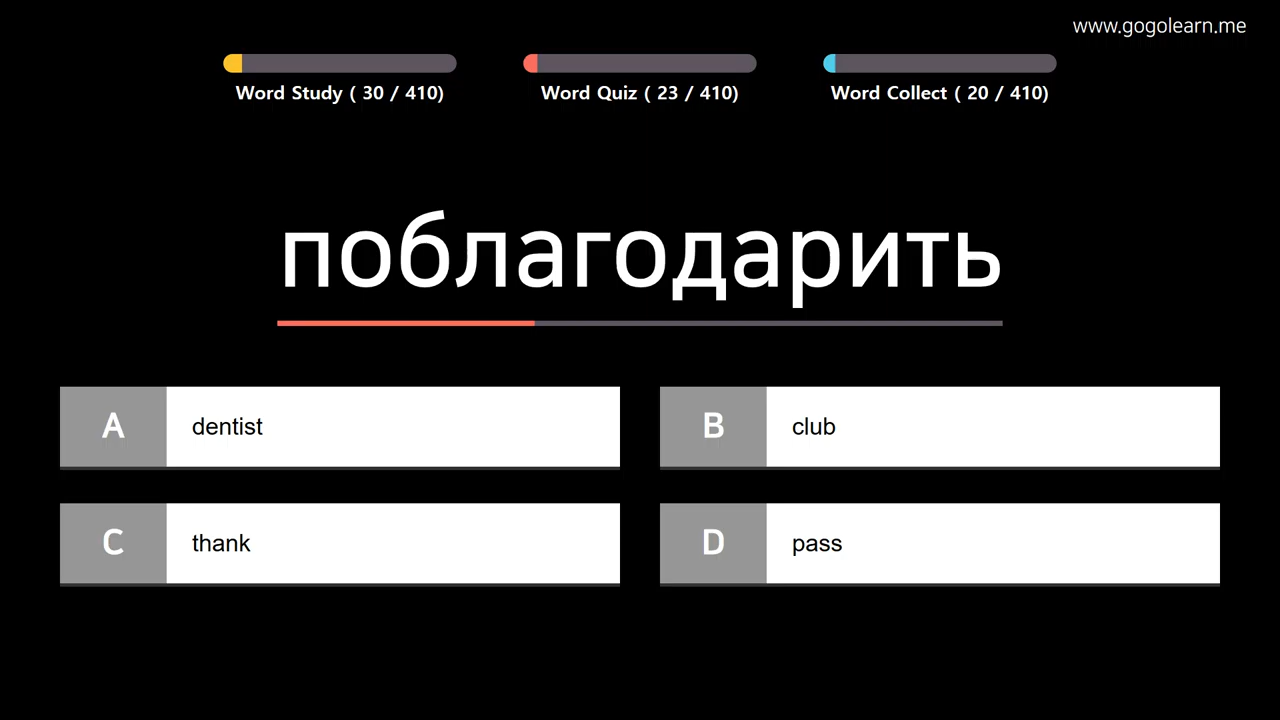 www.gogolearn.me
Word Study ( 30 / 410)
Word Quiz ( 23 / 410)
Word Collect ( 20 / 410)
поблагодарить
A dentist
B club
C thank
D pass